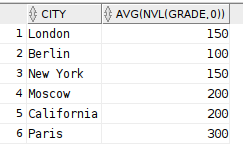 CITY AVG(NVL(GRADE,0))
1 London 150
2 Berlin 100
3 New York 150
4 Moscow 200
5 California 200
6 Paris 300